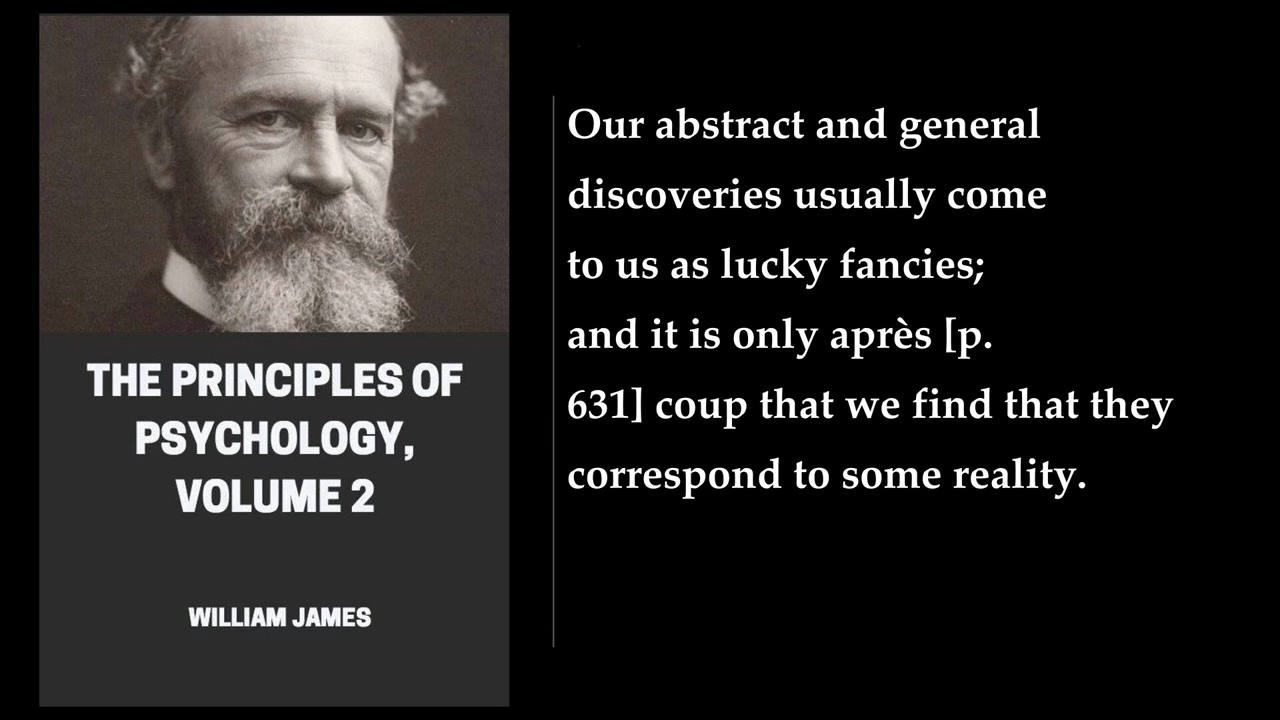 THE PRINCIPLES OF
PSYCHOLOGY,
VOLUME 2
WILLIAM JAMES
Our abstract and general
discoveries usually come
to us as lucky fancies;
and it is only après [p.
631] coup that we find that they
correspond to some reality.